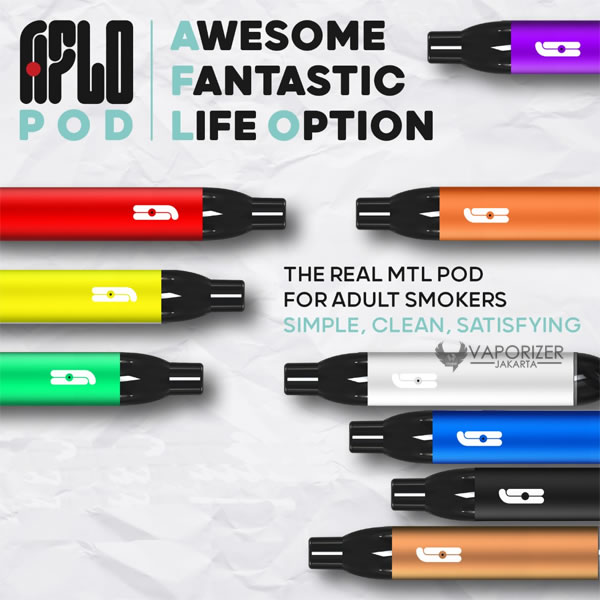 AFLO
POD
AWESOME
FANTASTIC
LIFE OPTION
THE REAL MTL POD
FOR ADULT SMOKERS
SIMPLE, CLEAN, SATISFYING
VAPORIZER
JAKARTA